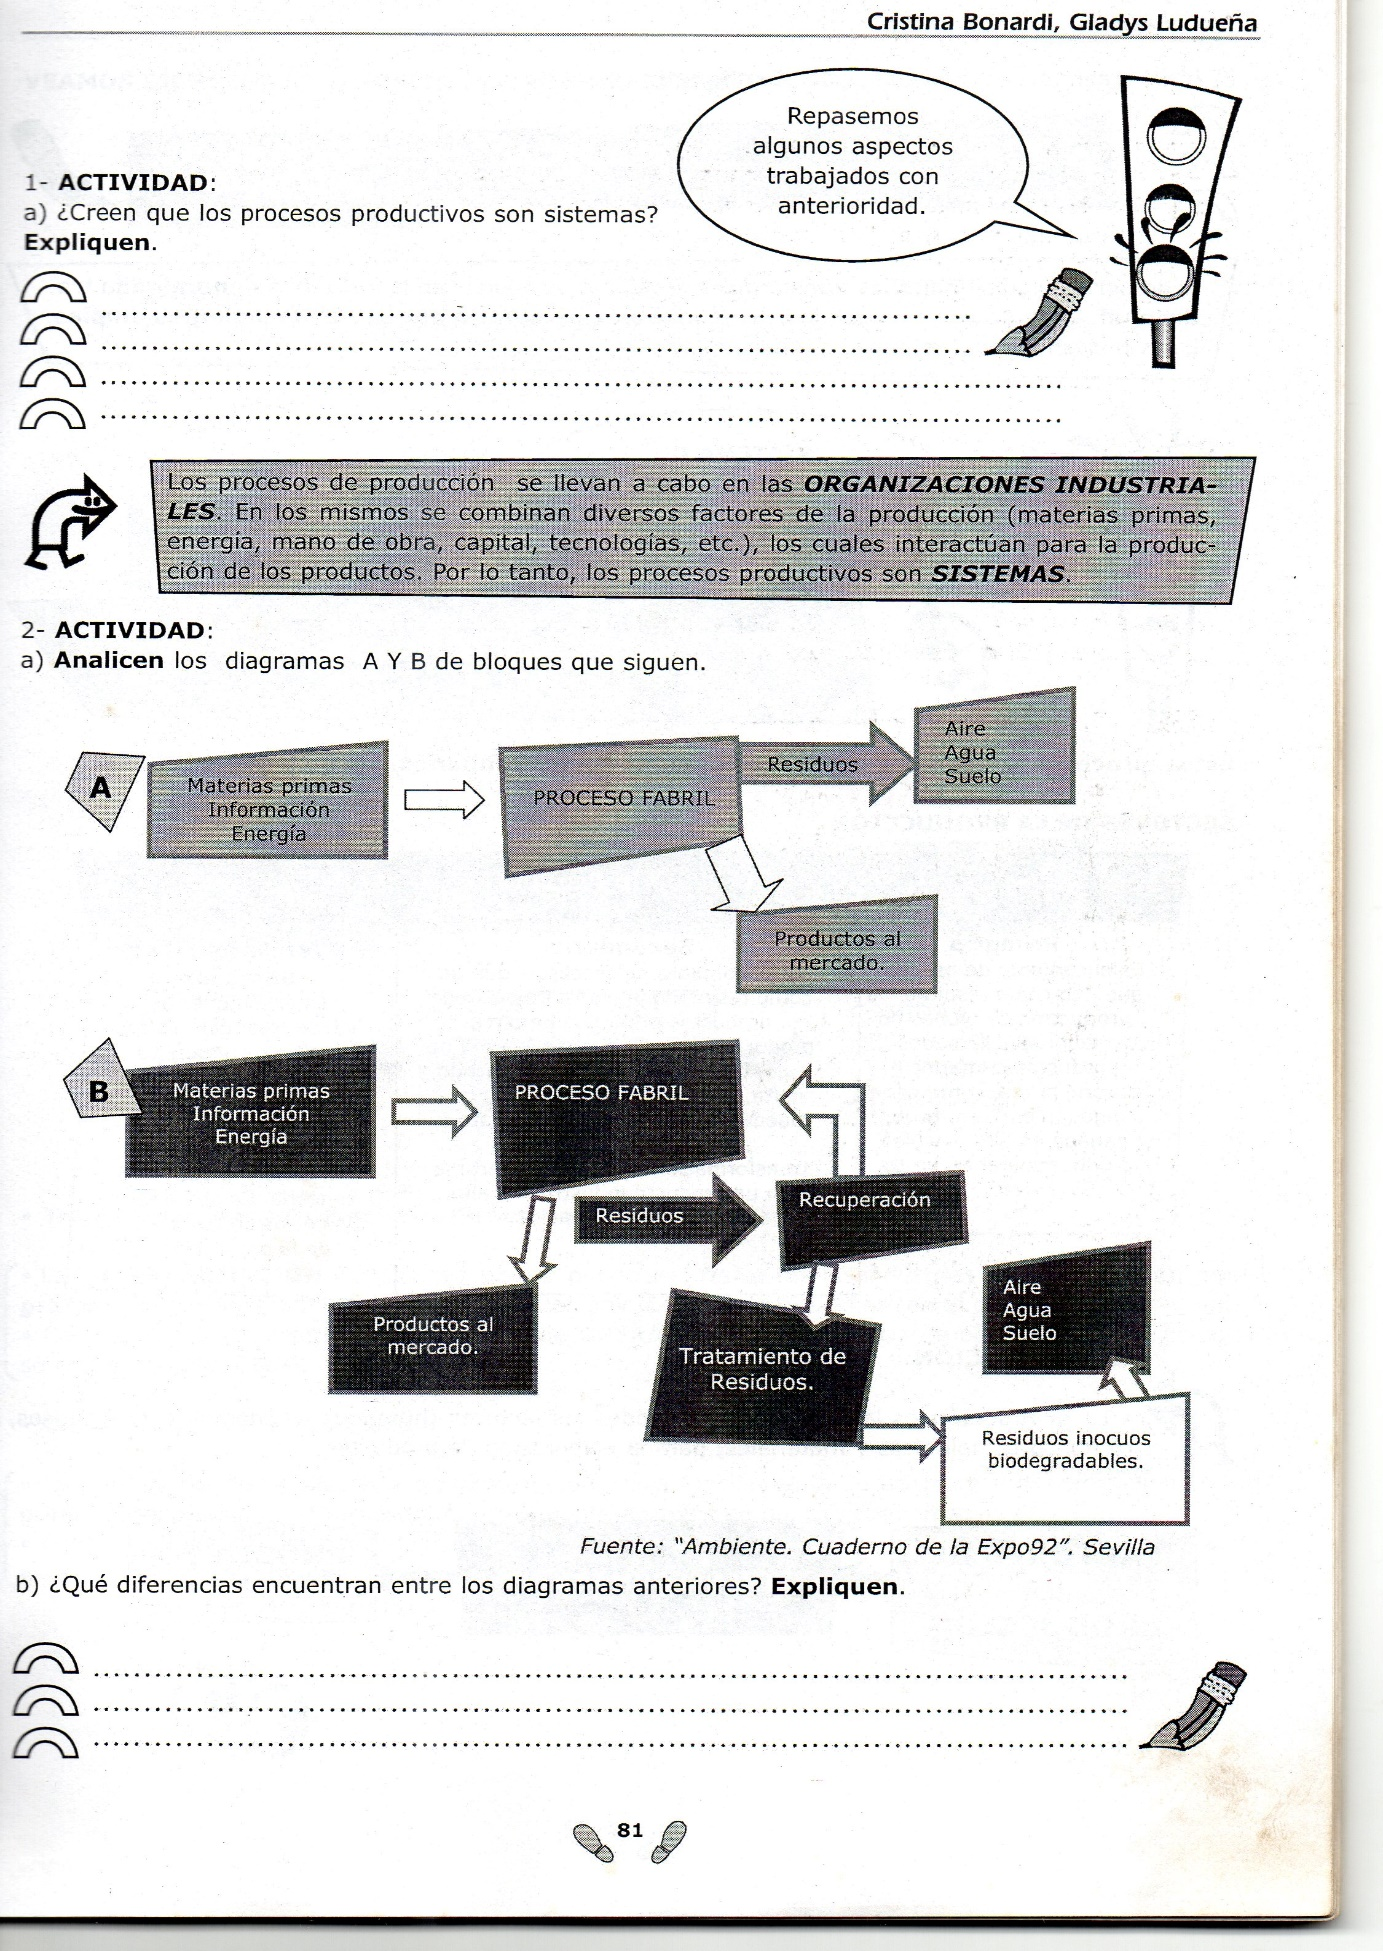 Cristina Bonardi, Gladys Ludueña
Repasemos
algunos aspectos
trabajados con
anterioridad.
1- ACTIVIDAD:
a) ¿Creen que los procesos productivos son sistemas?
Expliquen.
Los procesos de producción se llevan a cabo en las ORGANIZACIONES INDUSTRIA-
LES. En los mismos se combinan diversos factores de la producción (materias primas,
energía, mano de obra, capital, tecnologías, etc.), los cuales interactúan para la produc-
ción de los productos. Por lo tanto, los procesos productivos son SISTEMAS.
2- ACTIVIDAD:
a) Analicen los diagramas A Y B de bloques que siguen.
A
Materias primas
Información
Energía
PROCESO FABRIL
Residuos
Aire
Agua
Suelo
Productos al
mercado.
B
Materias primas
Información
Energía
PROCESO FABRIL
Residuos
Recuperación
Productos al
mercado.
Tratamiento de
Residuos.
Aire
Agua
Suelo
Residuos inocuos
biodegradables.
Fuente: "Ambiente. Cuaderno de la Expo92". Sevilla
b) ¿Qué diferencias encuentran entre los diagramas anteriores? Expliquen.
81